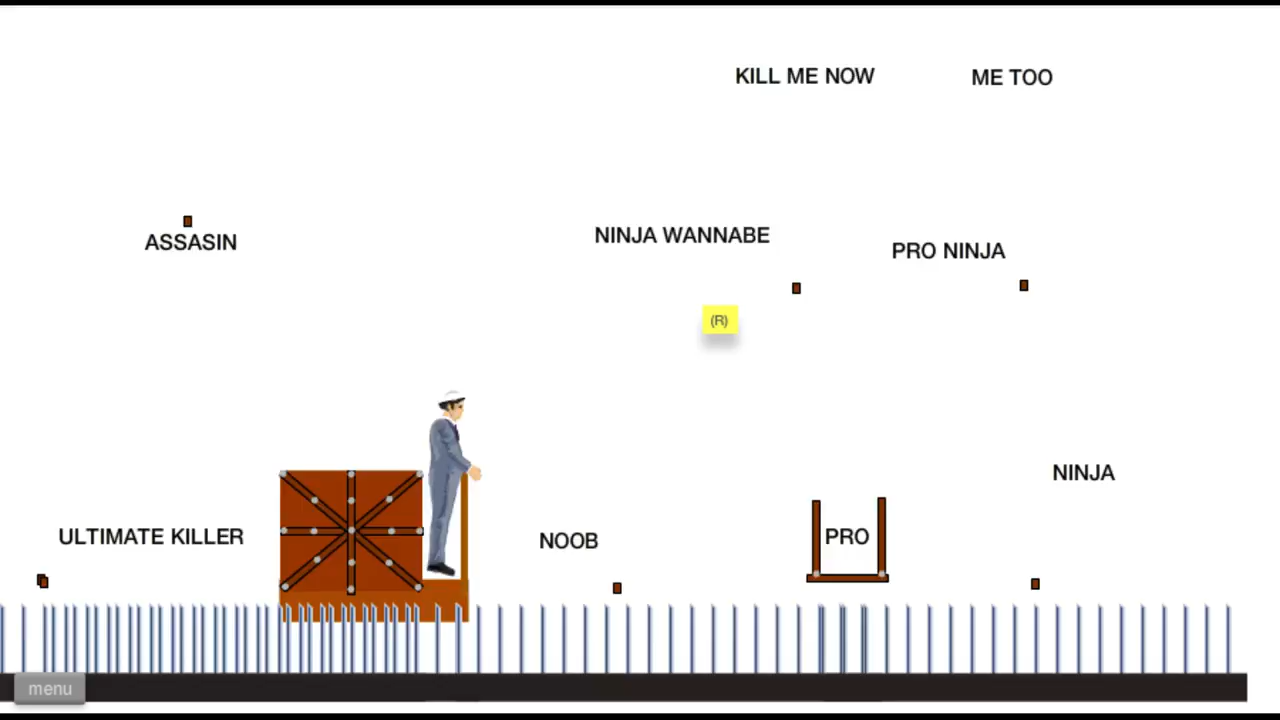 KILL ME NOW
ME TOO
ASSASIN
NINJA WANNABE
PRO NINJA
(R)
NINJA
ULTIMATE KILLER
NOOB
PRO
menu